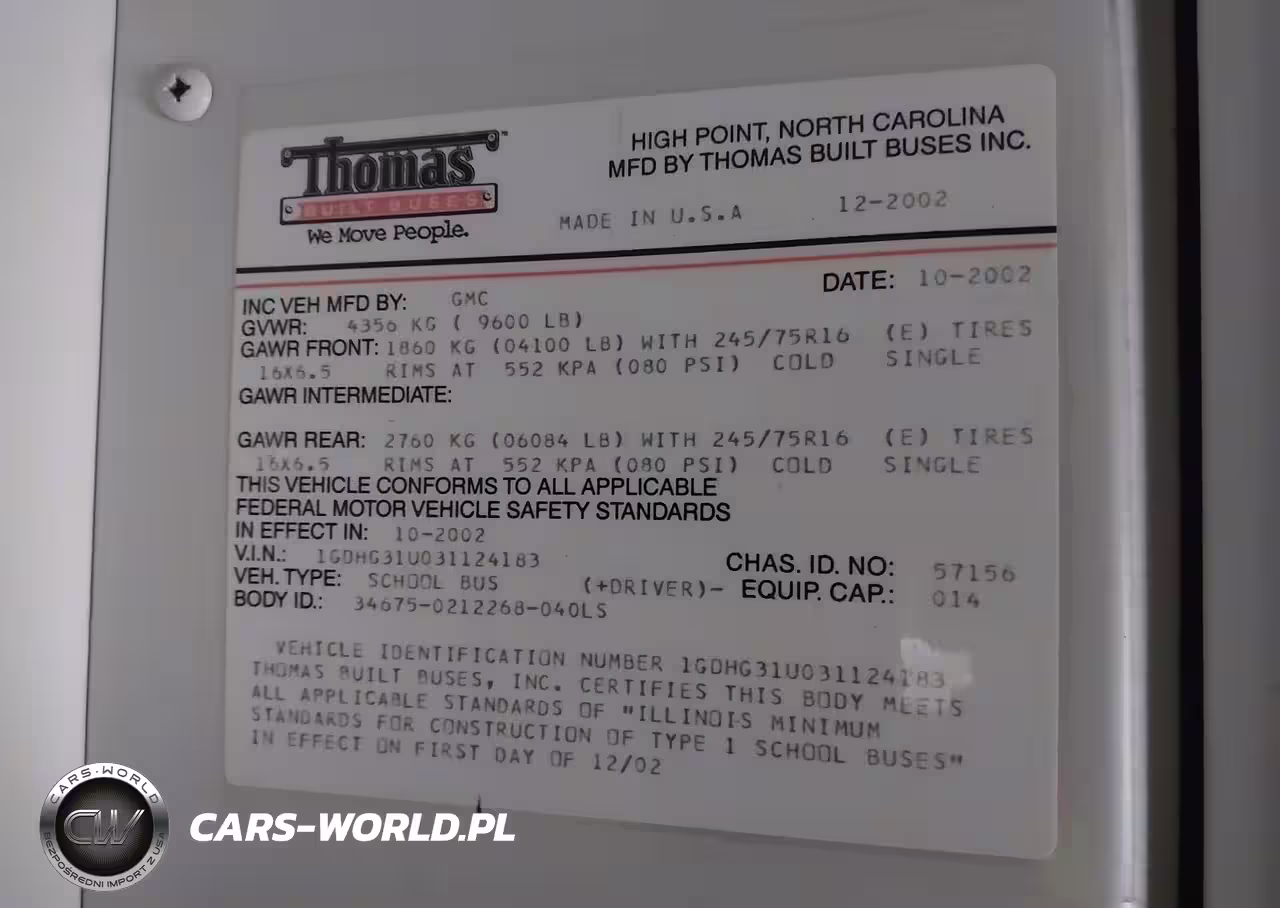 Thomas™
BUILT BUSES
We Move People.
HIGH POINT, NORTH CAROLINA
MFD BY THOMAS BUILT BUSES INC.
MADE IN U.S.A 12-2002
DATE: 10-2002
INC VEH MFD BY: GMC
GVWR: 4356 KG ( 9600 LB)
GAWR FRONT: 1860 KG (04100 LB) WITH 245/75R16 (E) TIRES
16X6.5 RIMS AT 552 KPA (080 PSI) COLD SINGLE
GAWR INTERMEDIATE:
GAWR REAR: 2760 KG (06084 LB) WITH 245/75R16 (E) TIRES
16X6.5 RIMS AT 552 KPA (080 PSI) COLD SINGLE
THIS VEHICLE CONFORMS TO ALL APPLICABLE
FEDERAL MOTOR VEHICLE SAFETY STANDARDS
IN EFFECT IN: 10-2002
V.I.N.: 1GDHG31U031124183 CHAS. ID. NO: 57156
VEH. TYPE: SCHOOL BUS (+DRIVER)- EQUIP. CAP.: 014
BODY ID.: 34675-0212268-040LS
VEHICLE IDENTIFICATION NUMBER 1GDHG31U031124183
THOMAS BUILT BUSES, INC. CERTIFIES THIS BODY MEETS
ALL APPLICABLE STANDARDS OF "ILLINOIS MINIMUM
STANDARDS FOR CONSTRUCTION OF TYPE 1 SCHOOL BUSES"
IN EFFECT ON FIRST DAY OF 12/02
CARS-WORLD
CW
BEZPOŚREDNI IMPORT Z USA
CARS-WORLD.PL